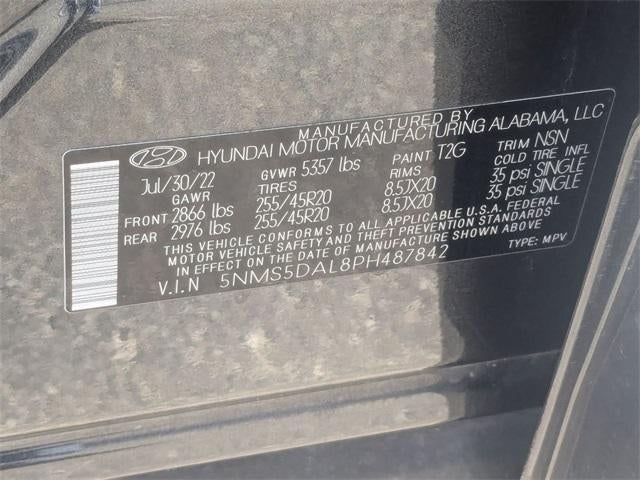 MANUFACTURED BY
HYUNDAI MOTOR MANUFACTURING ALABAMA, LLC
Jul/30/22 GVWR 5357 lbs PAINT T2G TRIM NSN
GAWR TIRES RIMS COLD TIRE INFL
FRONT 2866 lbs 255/45R20 8.57X20 35 psi SINGLE
REAR 2976 lbs 255/45R20 8.57X20 35 psi SINGLE
THIS VEHICLE CONFORMS TO ALL APPLICABLE U.S.A. FEDERAL
MOTOR VEHICLE SAFETY AND THEFT PREVENTION STANDARDS
IN EFFECT ON THE DATE OF MANUFACTURE SHOWN ABOVE
V.I.N 5NMS5DAL8PH487842 TYPE: MPV